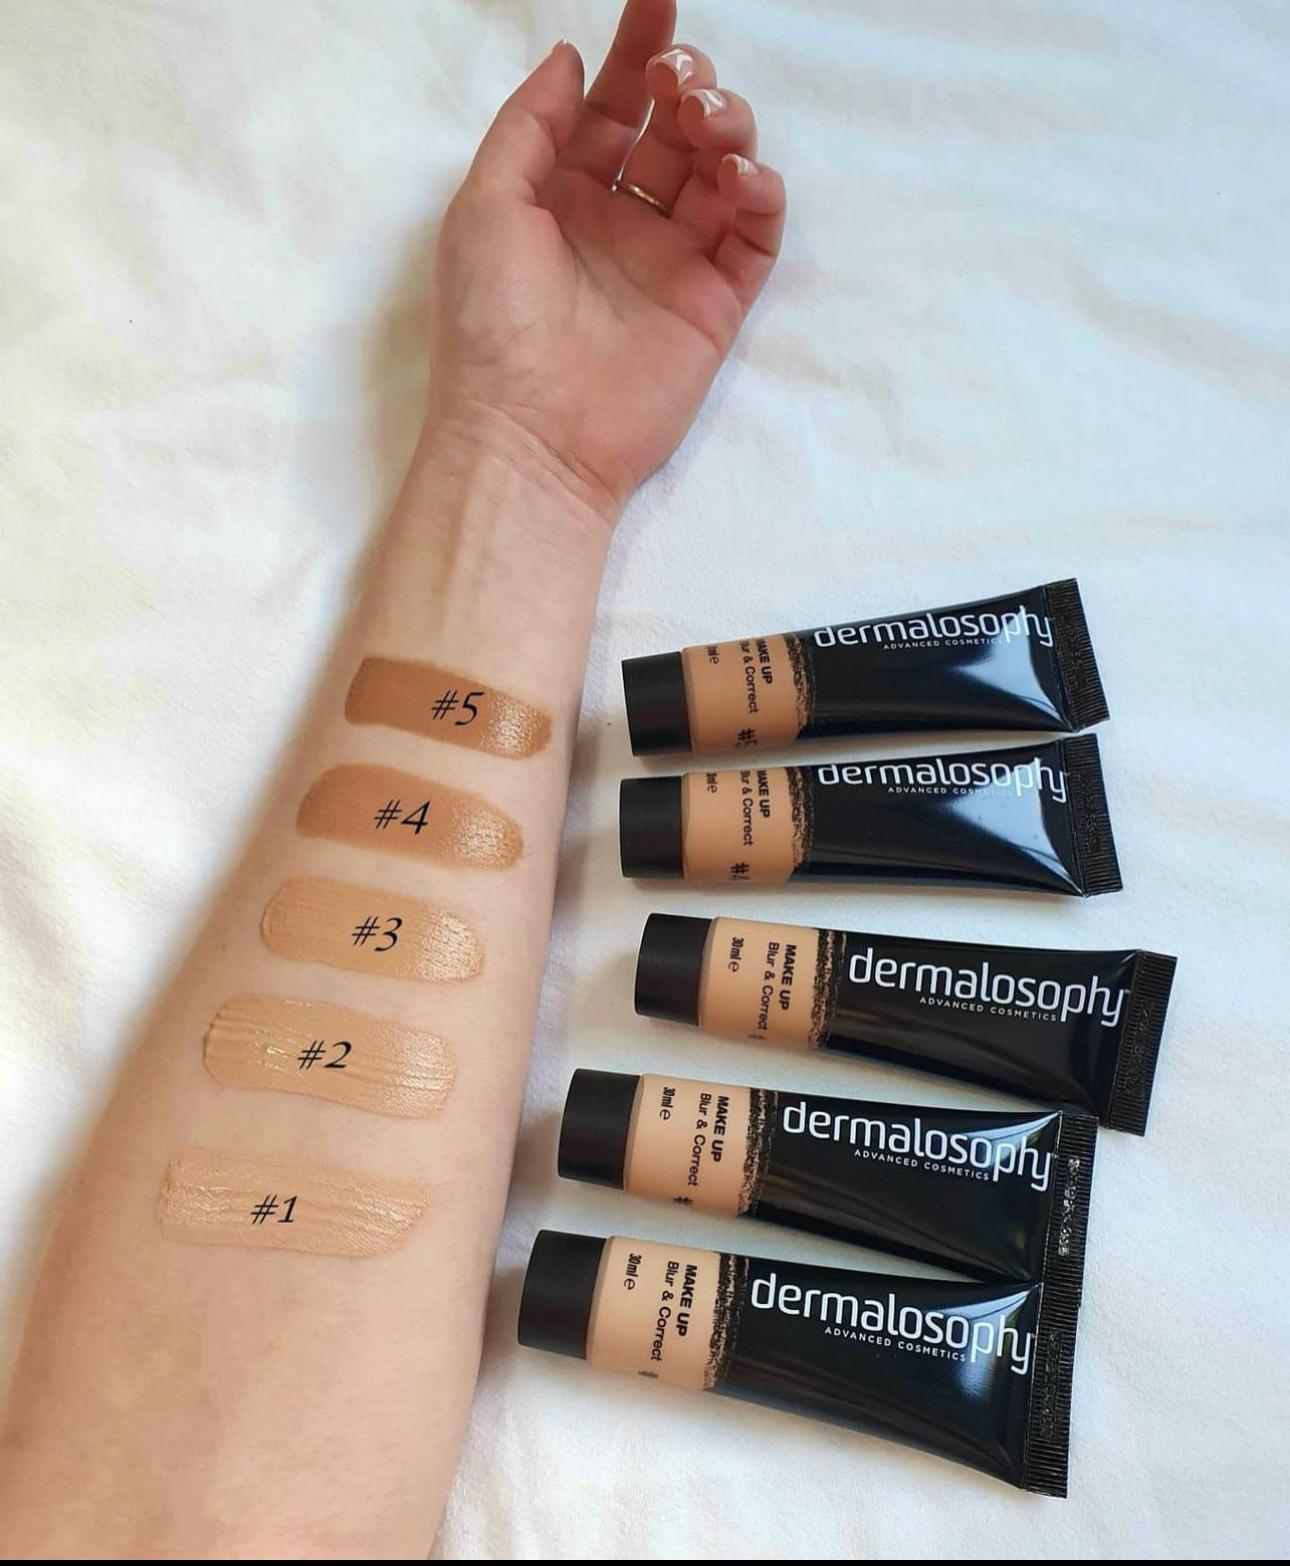 #5
#4
#3
#2
#1
dermalosophy
ADVANCED COSMETICS
MAKE UP
Blur & Correct
#5
dermalosophy
ADVANCED COSMETICS
MAKE UP
Blur & Correct
dermalosophy
ADVANCED COSMETICS
MAKE UP
Blur & Correct
30ml e
dermalosophy
ADVANCED COSMETICS
MAKE UP
Blur & Correct
30ml e
dermalosophy
ADVANCED COSMETICS
MAKE UP
Blur & Correct
30ml e